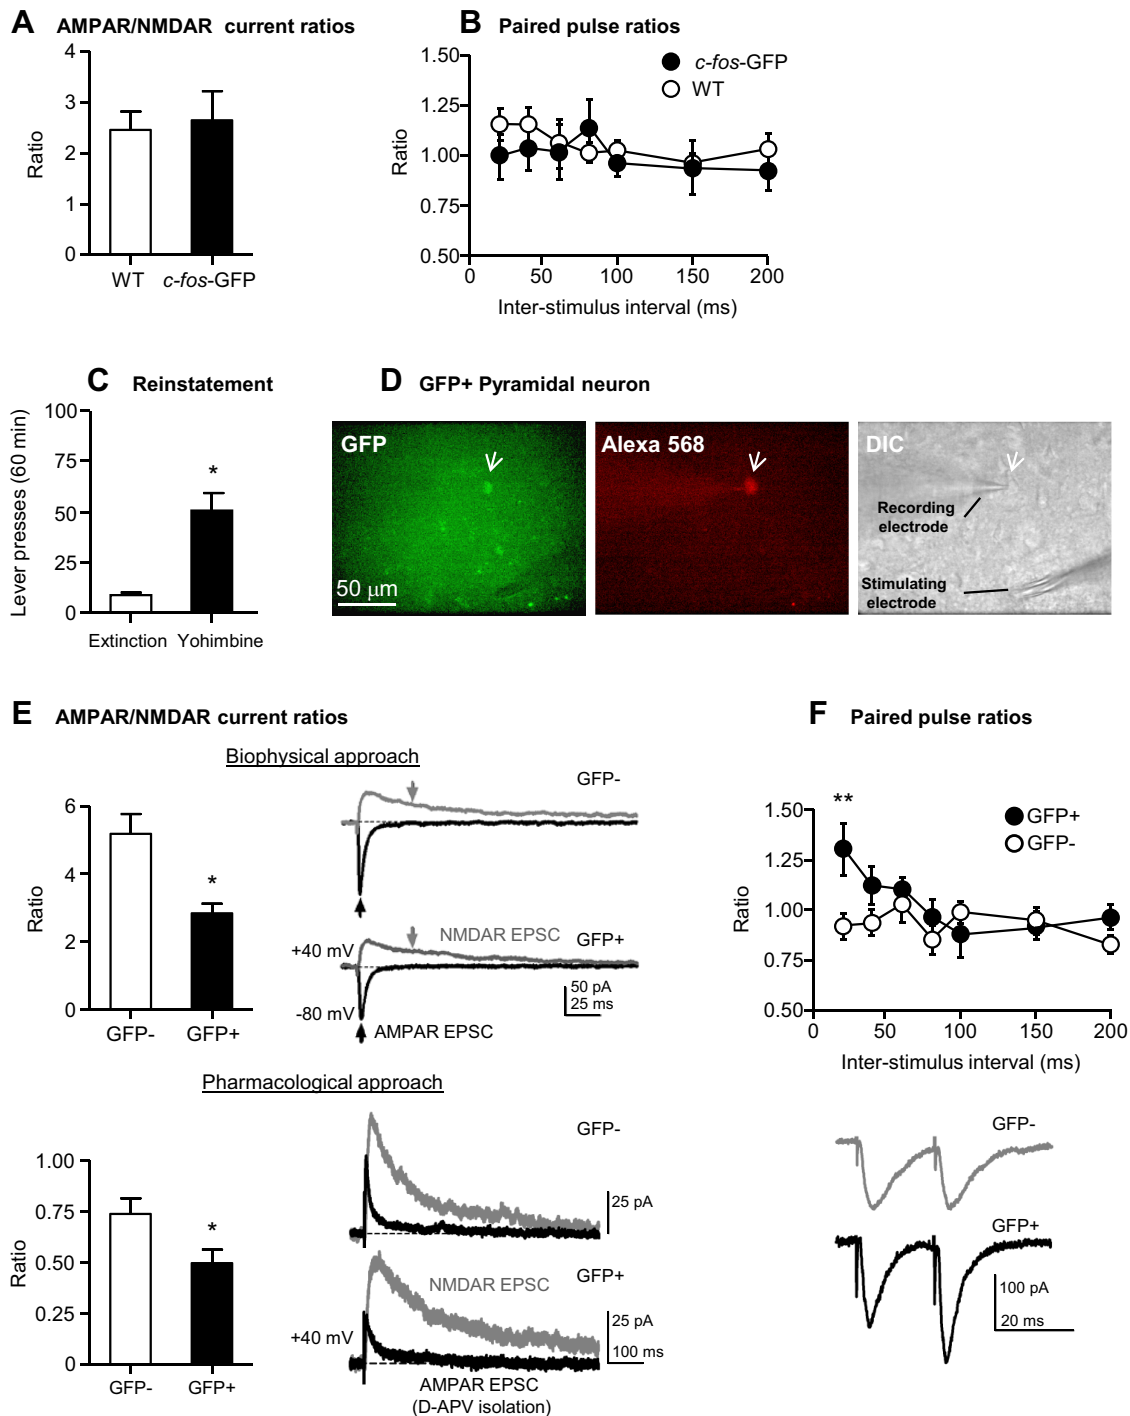 A AMPAR/NMDAR current ratios
4
3
2
1
0
Ratio
WT c-fos-GFP
B Paired pulse ratios
1.50
1.25
1.00
0.75
0.50
Ratio
c-fos-GFP
WT
0 50 100 150 200
Inter-stimulus interval (ms)
C Reinstatement
100
75
50
25
0
Lever presses (60 min)
*
Extinction Yohimbine
D GFP+ Pyramidal neuron
GFP
50 μm
Alexa 568
DIC
Recording
electrode
Stimulating
electrode
E AMPAR/NMDAR current ratios
Biophysical approach
6
4
2
0
Ratio
*
GFP- GFP+
GFP-
NMDAR EPSC
GFP+
+40 mV
-80 mV
AMPAR EPSC
50 pA
25 ms
Pharmacological approach
1.00
0.75
0.50
0.25
0
Ratio
*
GFP- GFP+
GFP-
25 pA
GFP+
NMDAR EPSC
+40 mV
25 pA
100 ms
AMPAR EPSC
(D-APV isolation)
F Paired pulse ratios
**
1.50
1.25
1.00
0.75
0.50
Ratio
GFP+
GFP-
0 50 100 150 200
Inter-stimulus interval (ms)
GFP-
GFP+
100 pA
20 ms